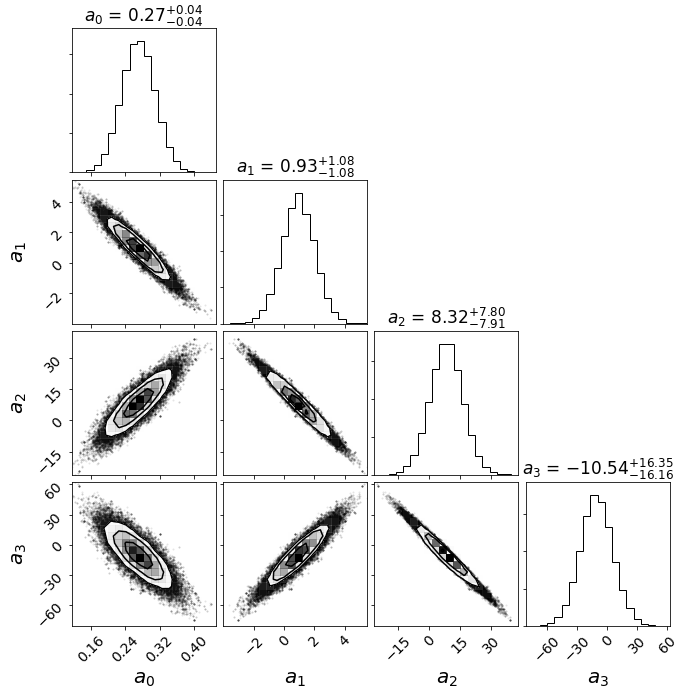 a₀ = 0.27⁺⁰·⁰⁴₋₀.₀₄
a₁ = 0.93⁺¹·⁰⁸₋₁.₀₈
a₂ = 8.32⁺⁷·⁸⁰₋₇.₉₁
a₃ = −10.54⁺¹⁶·³⁵₋₁₆.₁₆
a₁
4
2
0
−2
a₂
30
15
0
−15
a₃
60
30
0
−30
−60
0.16 0.24 0.32 0.40
−2 0 2 4
−15 0 15 30
−60 −30 0 30 60
a₀ a₁ a₂ a₃